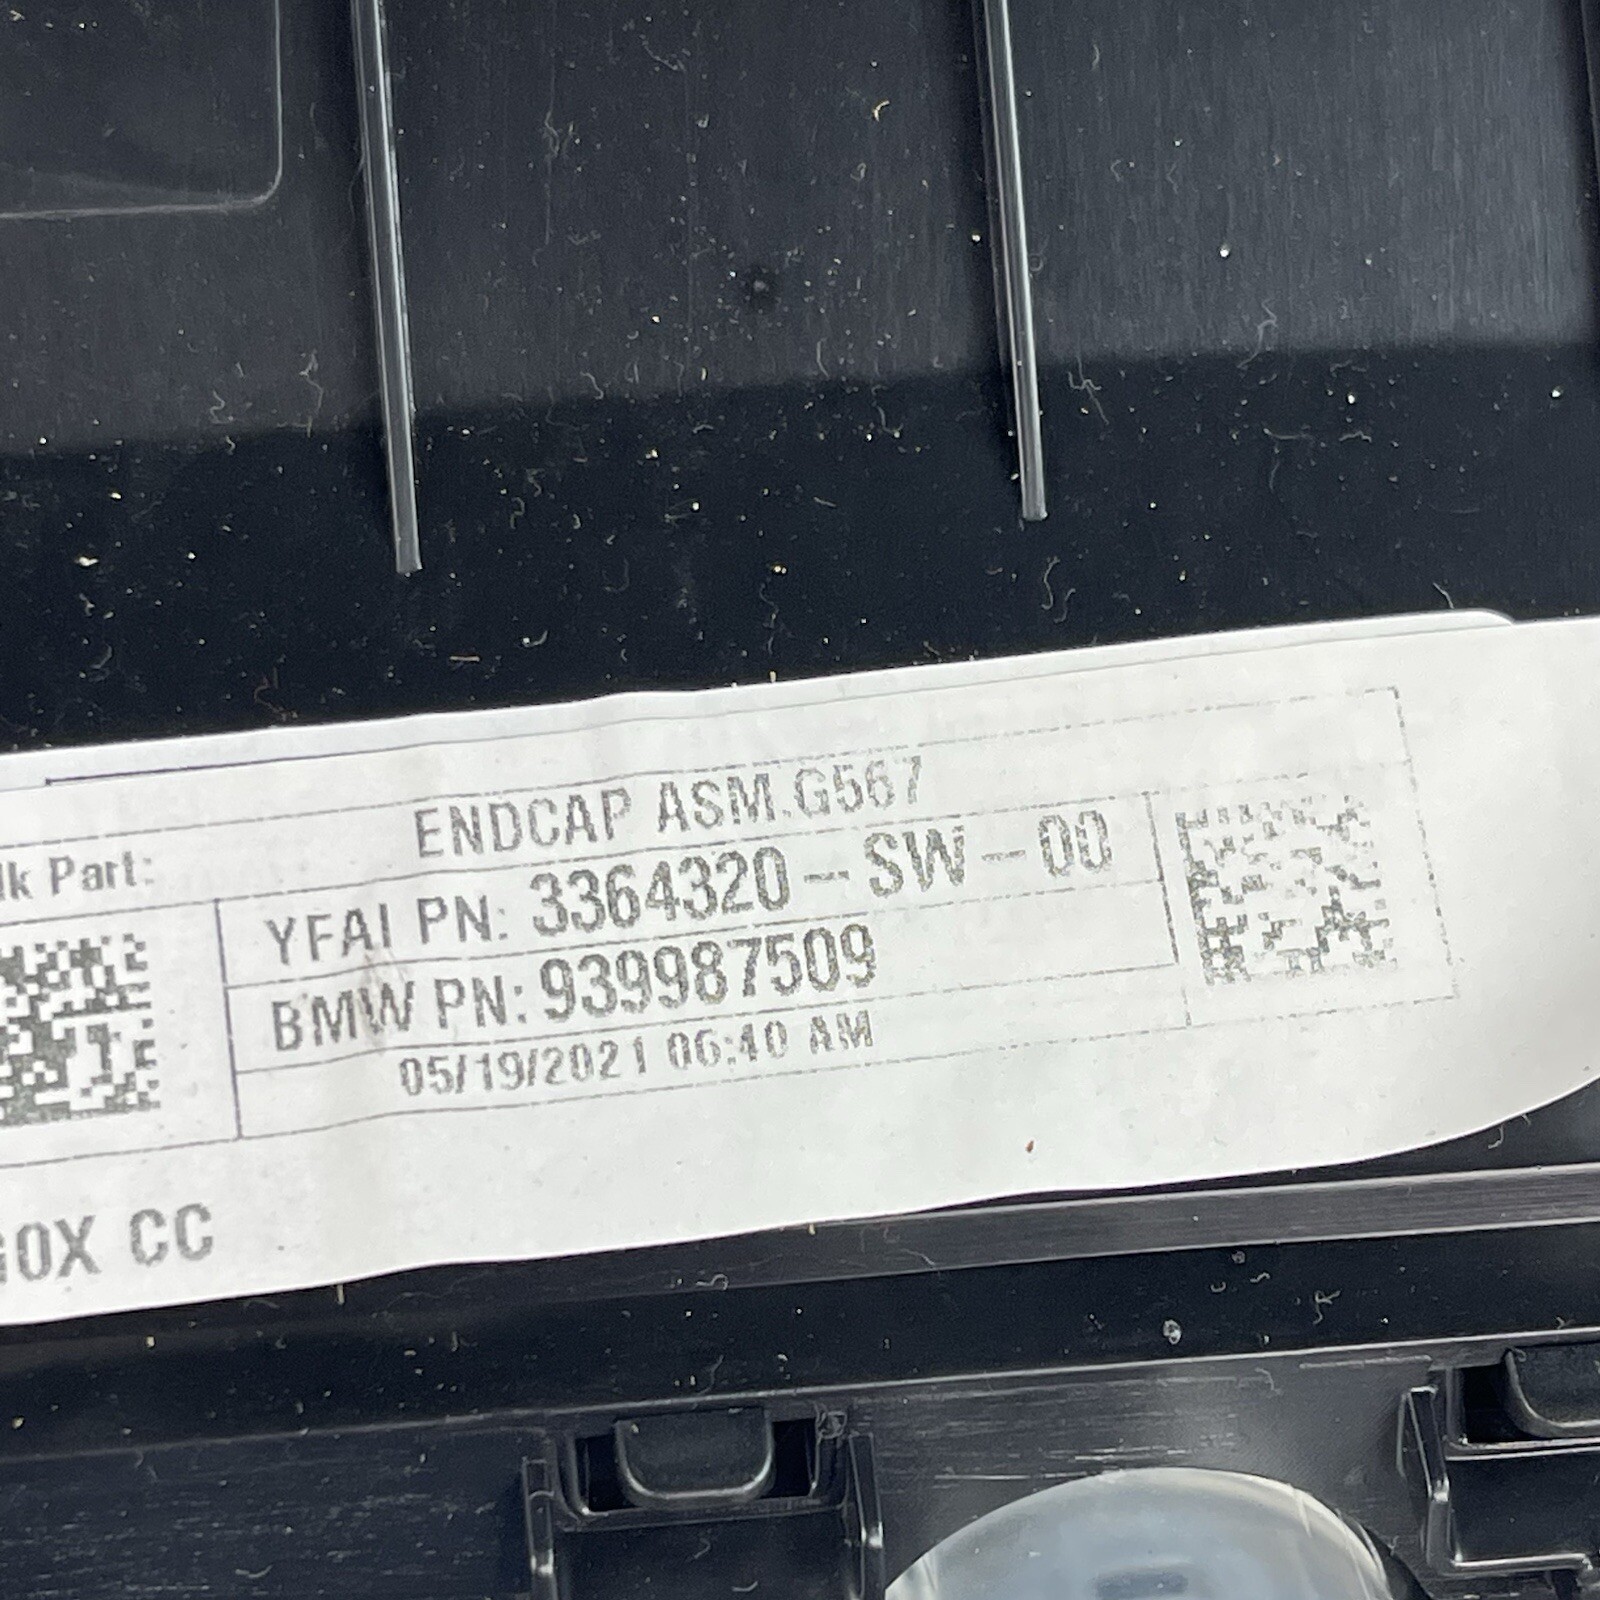 ENDCAP ASM.G567
lk Part:
YFAI PN: 3364320-SW-00
BMW PN: 939987509
05/19/2021 06:40 AM
G0X CC